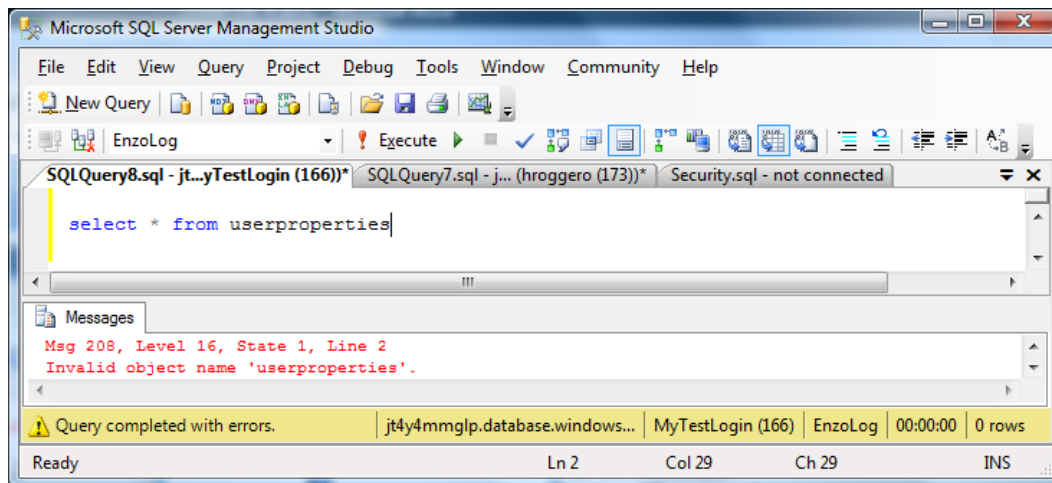 Microsoft SQL Server Management Studio
File Edit View Query Project Debug Tools Window Community Help
New Query
EnzoLog Execute
SQLQuery8.sql - jt...yTestLogin (166))* SQLQuery7.sql - j... (hroggero (173))* Security.sql - not connected
select * from userproperties
Messages
Msg 208, Level 16, State 1, Line 2
Invalid object name 'userproperties'.
Query completed with errors. jt4y4mmglp.database.windows... MyTestLogin (166) EnzoLog 00:00:00 0 rows
Ready Ln 2 Col 29 Ch 29 INS